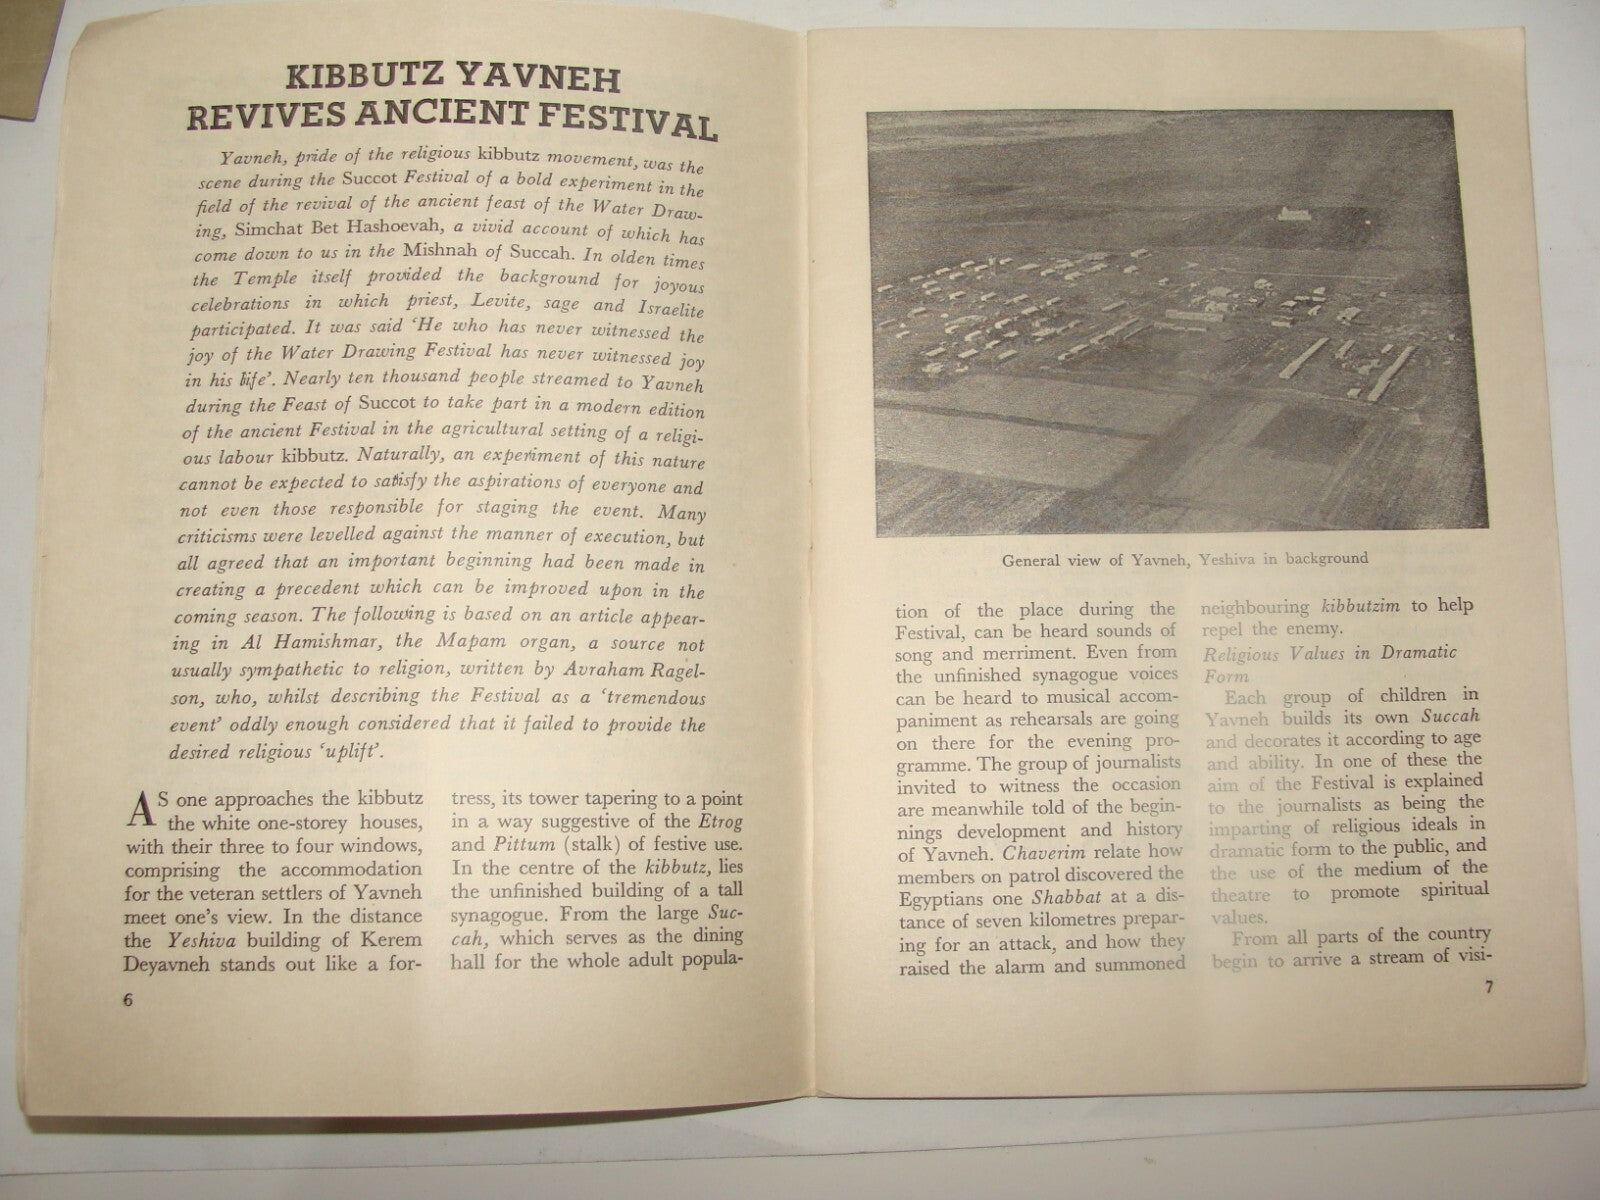 KIBBUTZ YAVNEH
REVIVES ANCIENT FESTIVAL
Yavneh, pride of the religious kibbutz movement, was the
scene during the Succot Festival of a bold experiment in the
field of the revival of the ancient feast of the Water Draw-
ing, Simchat Bet Hashoevah, a vivid account of which has
come down to us in the Mishnah of Succah. In olden times
the Temple itself provided the background for joyous
celebrations in which priest, Levite, sage and Israelite
participated. It was said 'He who has never witnessed the
joy of the Water Drawing Festival has never witnessed joy
in his life'. Nearly ten thousand people streamed to Yavneh
during the Feast of Succot to take part in a modern edition
of the ancient Festival in the agricultural setting of a religi-
ous labour kibbutz. Naturally, an experiment of this nature
cannot be expected to satisfy the aspirations of everyone and
not even those responsible for staging the event. Many
criticisms were levelled against the manner of execution, but
all agreed that an important beginning had been made in
creating a precedent which can be improved upon in the
coming season. The following is based on an article appear-
ing in Al Hamishmar, the Mapam organ, a source not
usually sympathetic to religion, written by Avraham Ragel-
son, who, whilst describing the Festival as a 'tremendous
event' oddly enough considered that it failed to provide the
desired religious 'uplift'.
AS one approaches the kibbutz
the white one-storey houses,
with their three to four windows,
comprising the accommodation
for the veteran settlers of Yavneh
meet one's view. In the distance
the Yeshiva building of Kerem
Deyavneh stands out like a for-
tress, its tower tapering to a point
in a way suggestive of the Etrog
and Pittum (stalk) of festive use.
In the centre of the kibbutz, lies
the unfinished building of a tall
synagogue. From the large Suc-
cah, which serves as the dining
hall for the whole adult popula-
6
General view of Yavneh, Yeshiva in background
tion of the place during the
Festival, can be heard sounds of
song and merriment. Even from
the unfinished synagogue voices
can be heard to musical accom-
paniment as rehearsals are going
on there for the evening pro-
gramme. The group of journalists
invited to witness the occasion
are meanwhile told of the begin-
nings development and history
of Yavneh. Chaverim relate how
members on patrol discovered the
Egyptians one Shabbat at a dis-
tance of seven kilometres prepar-
ing for an attack, and how they
raised the alarm and summoned
neighbouring kibbutzim to help
repel the enemy.
Religious Values in Dramatic
Form
Each group of children in
Yavneh builds its own Succah
and decorates it according to age
and ability. In one of these the
aim of the Festival is explained
to the journalists as being the
imparting of religious ideals in
dramatic form to the public, and
the use of the medium of the
theatre to promote spiritual
values.
From all parts of the country
begin to arrive a stream of visi-
7